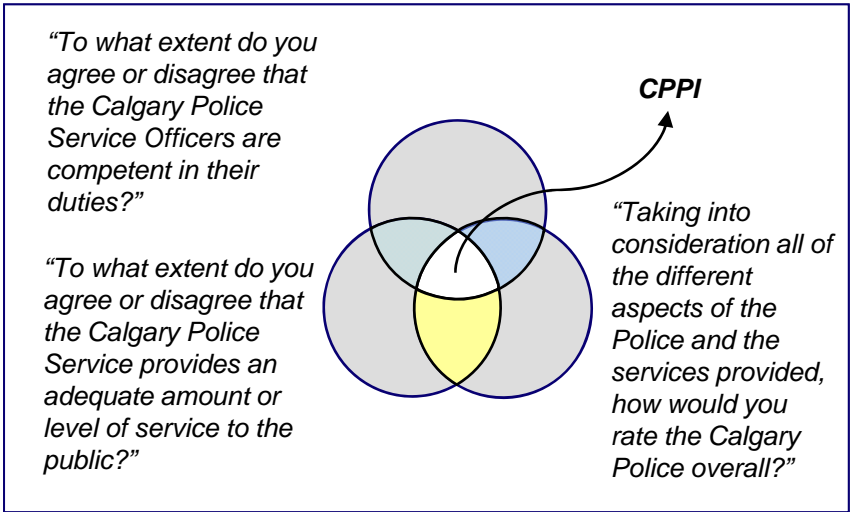 “To what extent do you
agree or disagree that
the Calgary Police
Service Officers are
competent in their
duties?”
“To what extent do you
agree or disagree that
the Calgary Police
Service provides an
adequate amount or
level of service to the
public?”
CPPI
“Taking into
consideration all of
the different
aspects of the
Police and the
services provided,
how would you
rate the Calgary
Police overall?”